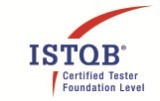 ISTQB®
Certified Tester
Foundation Level